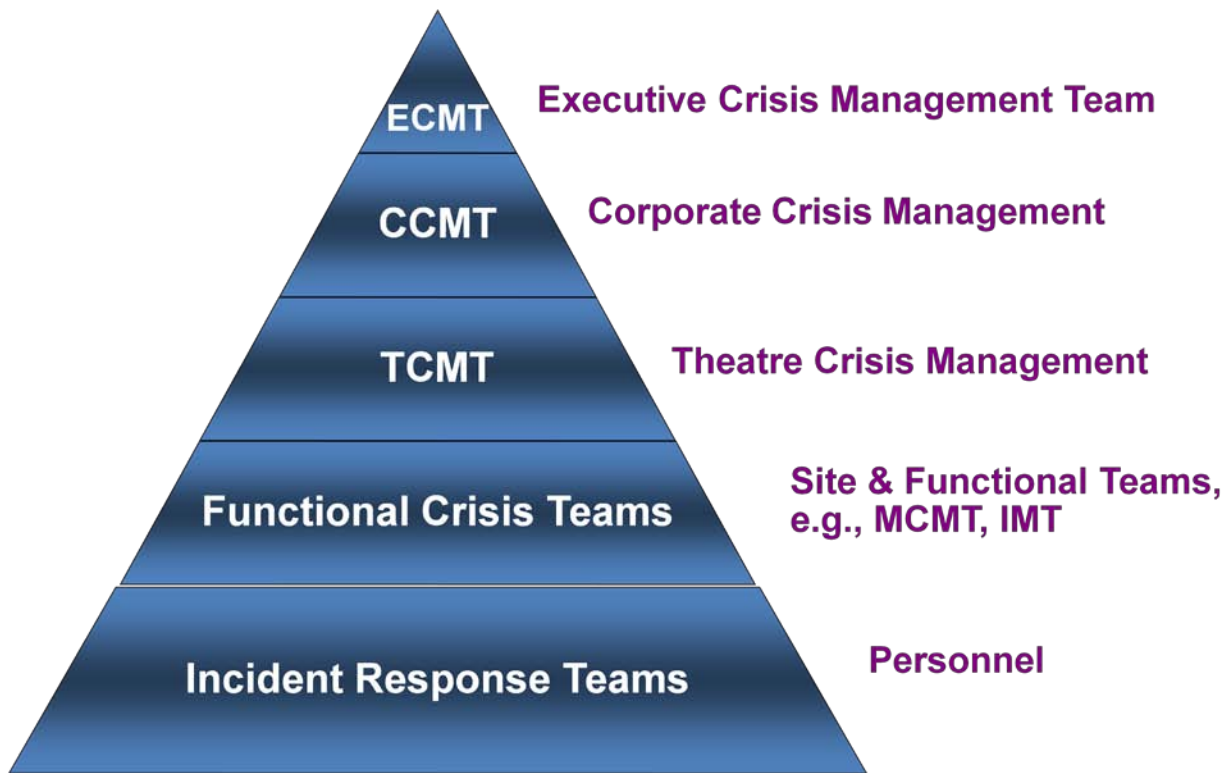 ECMT
Executive Crisis Management Team
CCMT
Corporate Crisis Management
TCMT
Theatre Crisis Management
Functional Crisis Teams
Site & Functional Teams,
e.g., MCMT, IMT
Incident Response Teams
Personnel